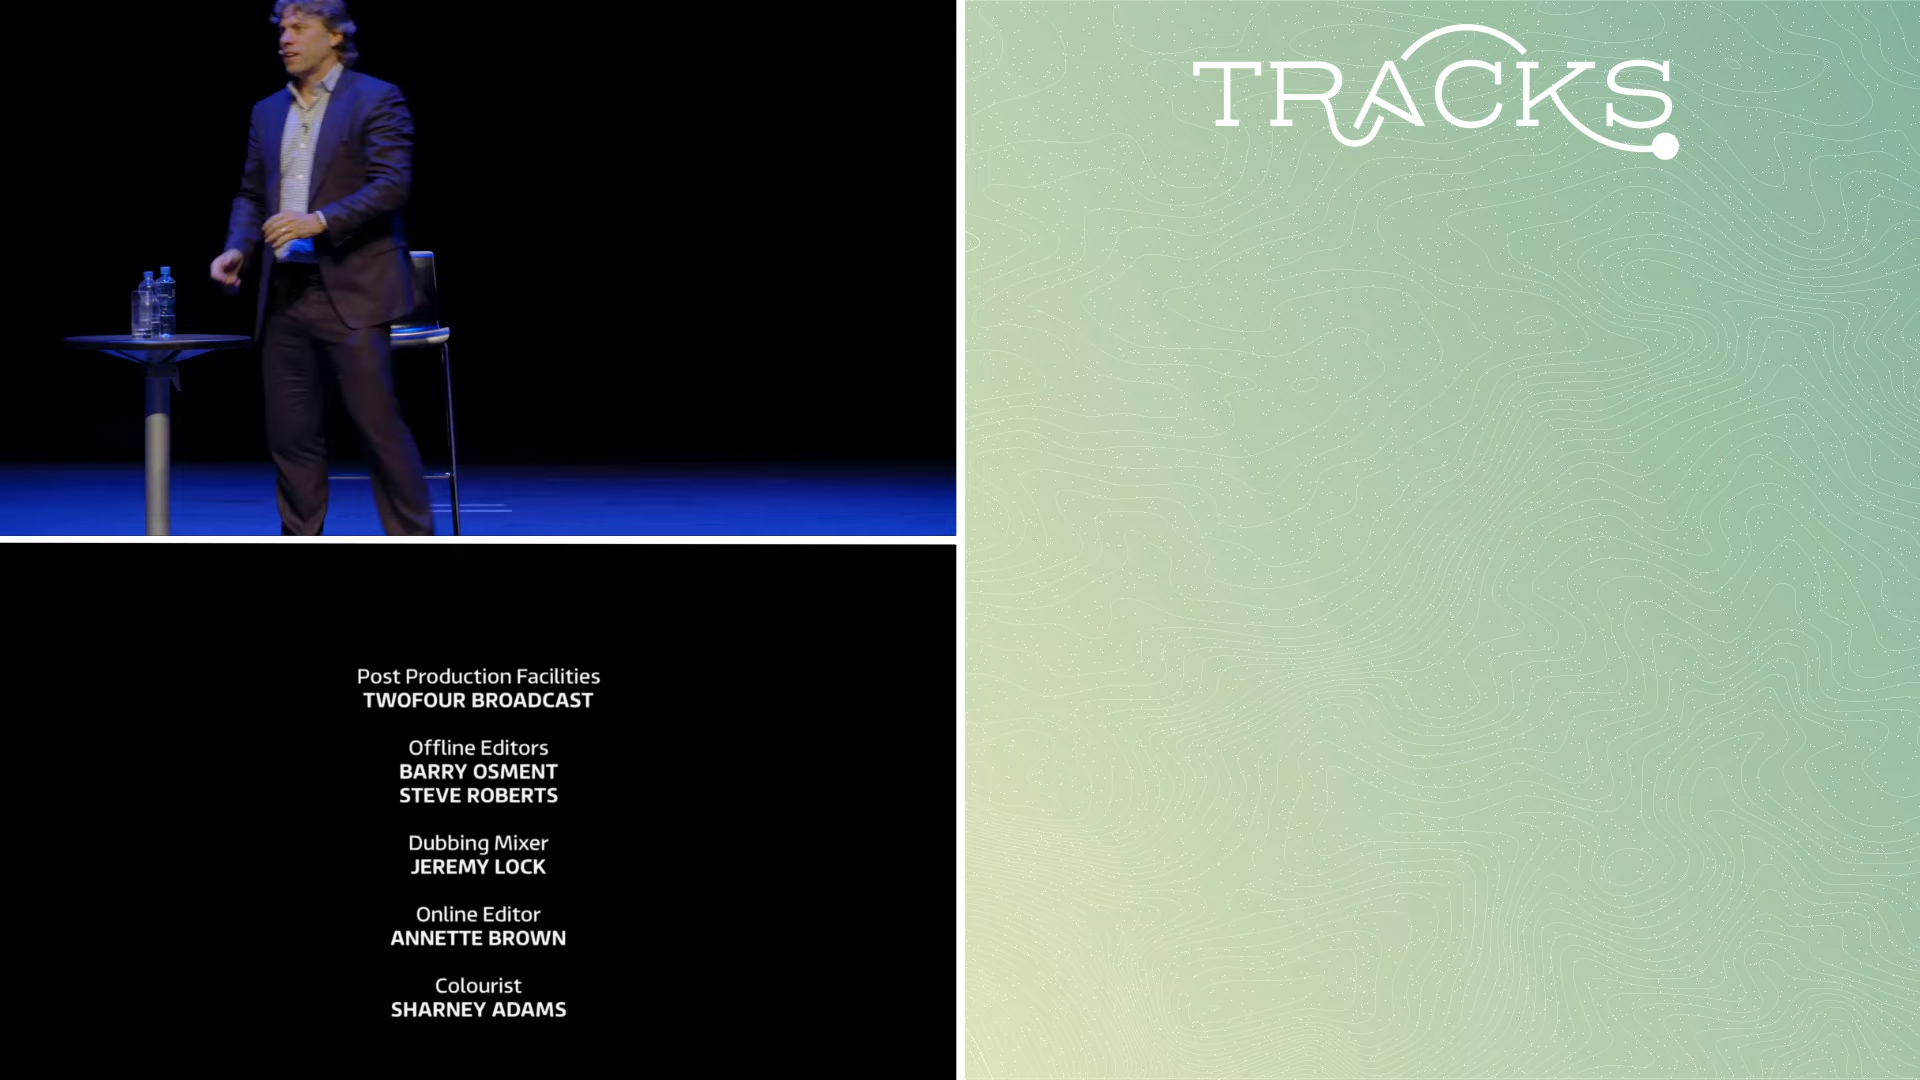 TRACKS
Post Production Facilities
TWOFOUR BROADCAST
Offline Editors
BARRY OSMENT
STEVE ROBERTS
Dubbing Mixer
JEREMY LOCK
Online Editor
ANNETTE BROWN
Colourist
SHARNEY ADAMS